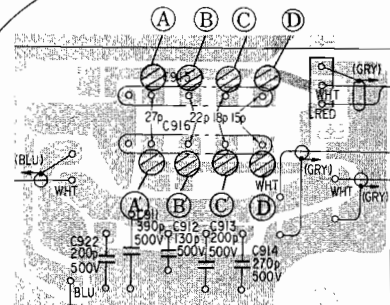 A B C D
C915
(GRY)
WHT
RED
27p 22p 18p 15p
C916
(BLU)
WHT
WHT
(GRY)
WHT
(GRY)
A' B' C' D'
C911
390p
500V
C912
130p
500V
C913
200p
500V
C922
200p
500V
C914
270p
500V
BLU